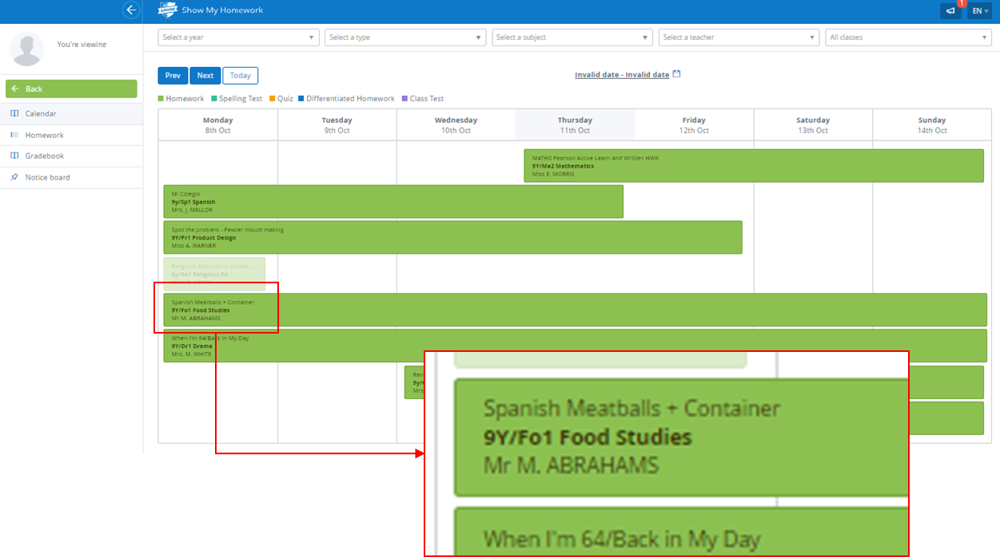 Show My Homework
1
EN
You're viewing
Select a year
Select a type
Select a subject
Select a teacher
All classes
Back
Calendar
Homework
Gradebook
Notice board
Prev Next Today
Invalid date - Invalid date
Homework Spelling Test Quiz Differentiated Homework Class Test
Monday
8th Oct
Tuesday
9th Oct
Wednesday
10th Oct
Thursday
11th Oct
Friday
12th Oct
Saturday
13th Oct
Sunday
14th Oct
MATHS Pearson Active Learn and Written HWK
9Y/Ma2 Mathematics
Miss E. MORRIS
Mi Colegio
9y/Sp1 Spanish
Mrs. J. MELLOR
Spot the problem - Pewter mould making
9Y/Pr1 Product Design
Miss A. WARNER
Religious Attitudes to Human...
9y/Re1 Religious Ed
Spanish Meatballs + Container
9Y/Fo1 Food Studies
Mr M. ABRAHAMS
When I'm 64/Back in My Day
9Y/Dr1 Drama
Mrs. M. WHITE
Rev
9y/
Mrs
Spanish Meatballs + Container
9Y/Fo1 Food Studies
Mr M. ABRAHAMS
When I'm 64/Back in My Day